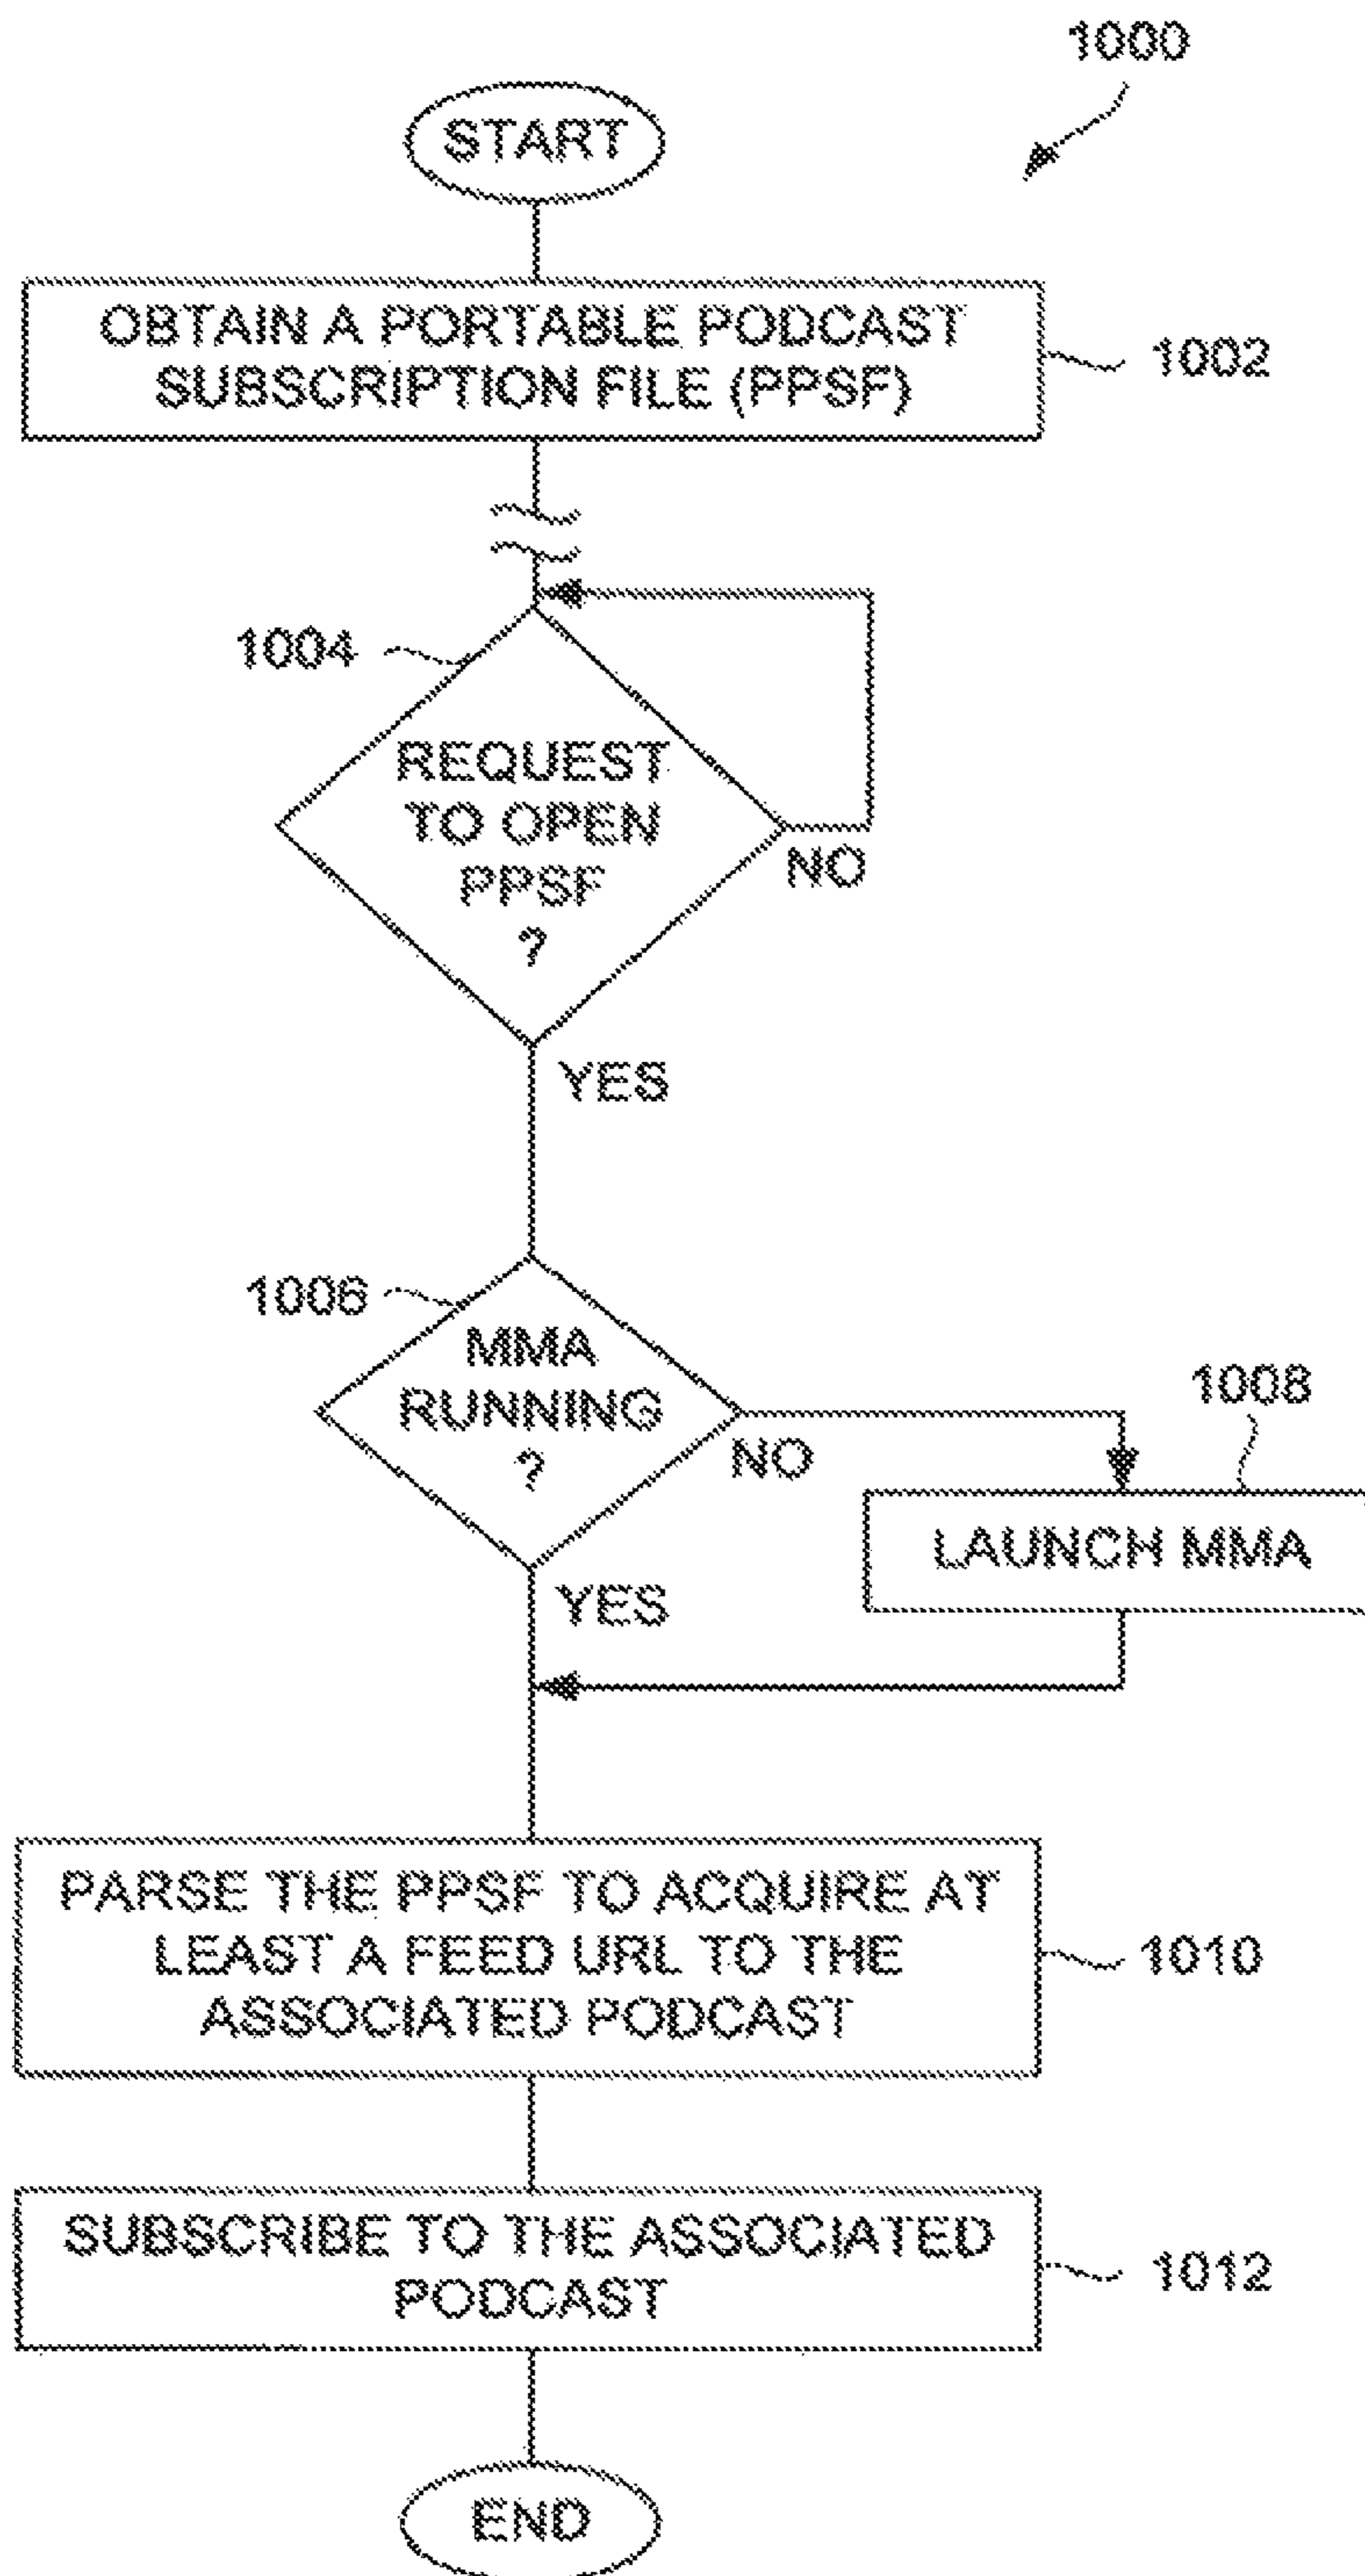 1000
START
OBTAIN A PORTABLE PODCAST
SUBSCRIPTION FILE (PPSF)
1002
1004
REQUEST
TO OPEN
PPSF
?
NO
YES
1006
MMA
RUNNING
?
NO
1008
LAUNCH MMA
YES
PARSE THE PPSF TO ACQUIRE AT
LEAST A FEED URL TO THE
ASSOCIATED PODCAST
1010
SUBSCRIBE TO THE ASSOCIATED
PODCAST
1012
END